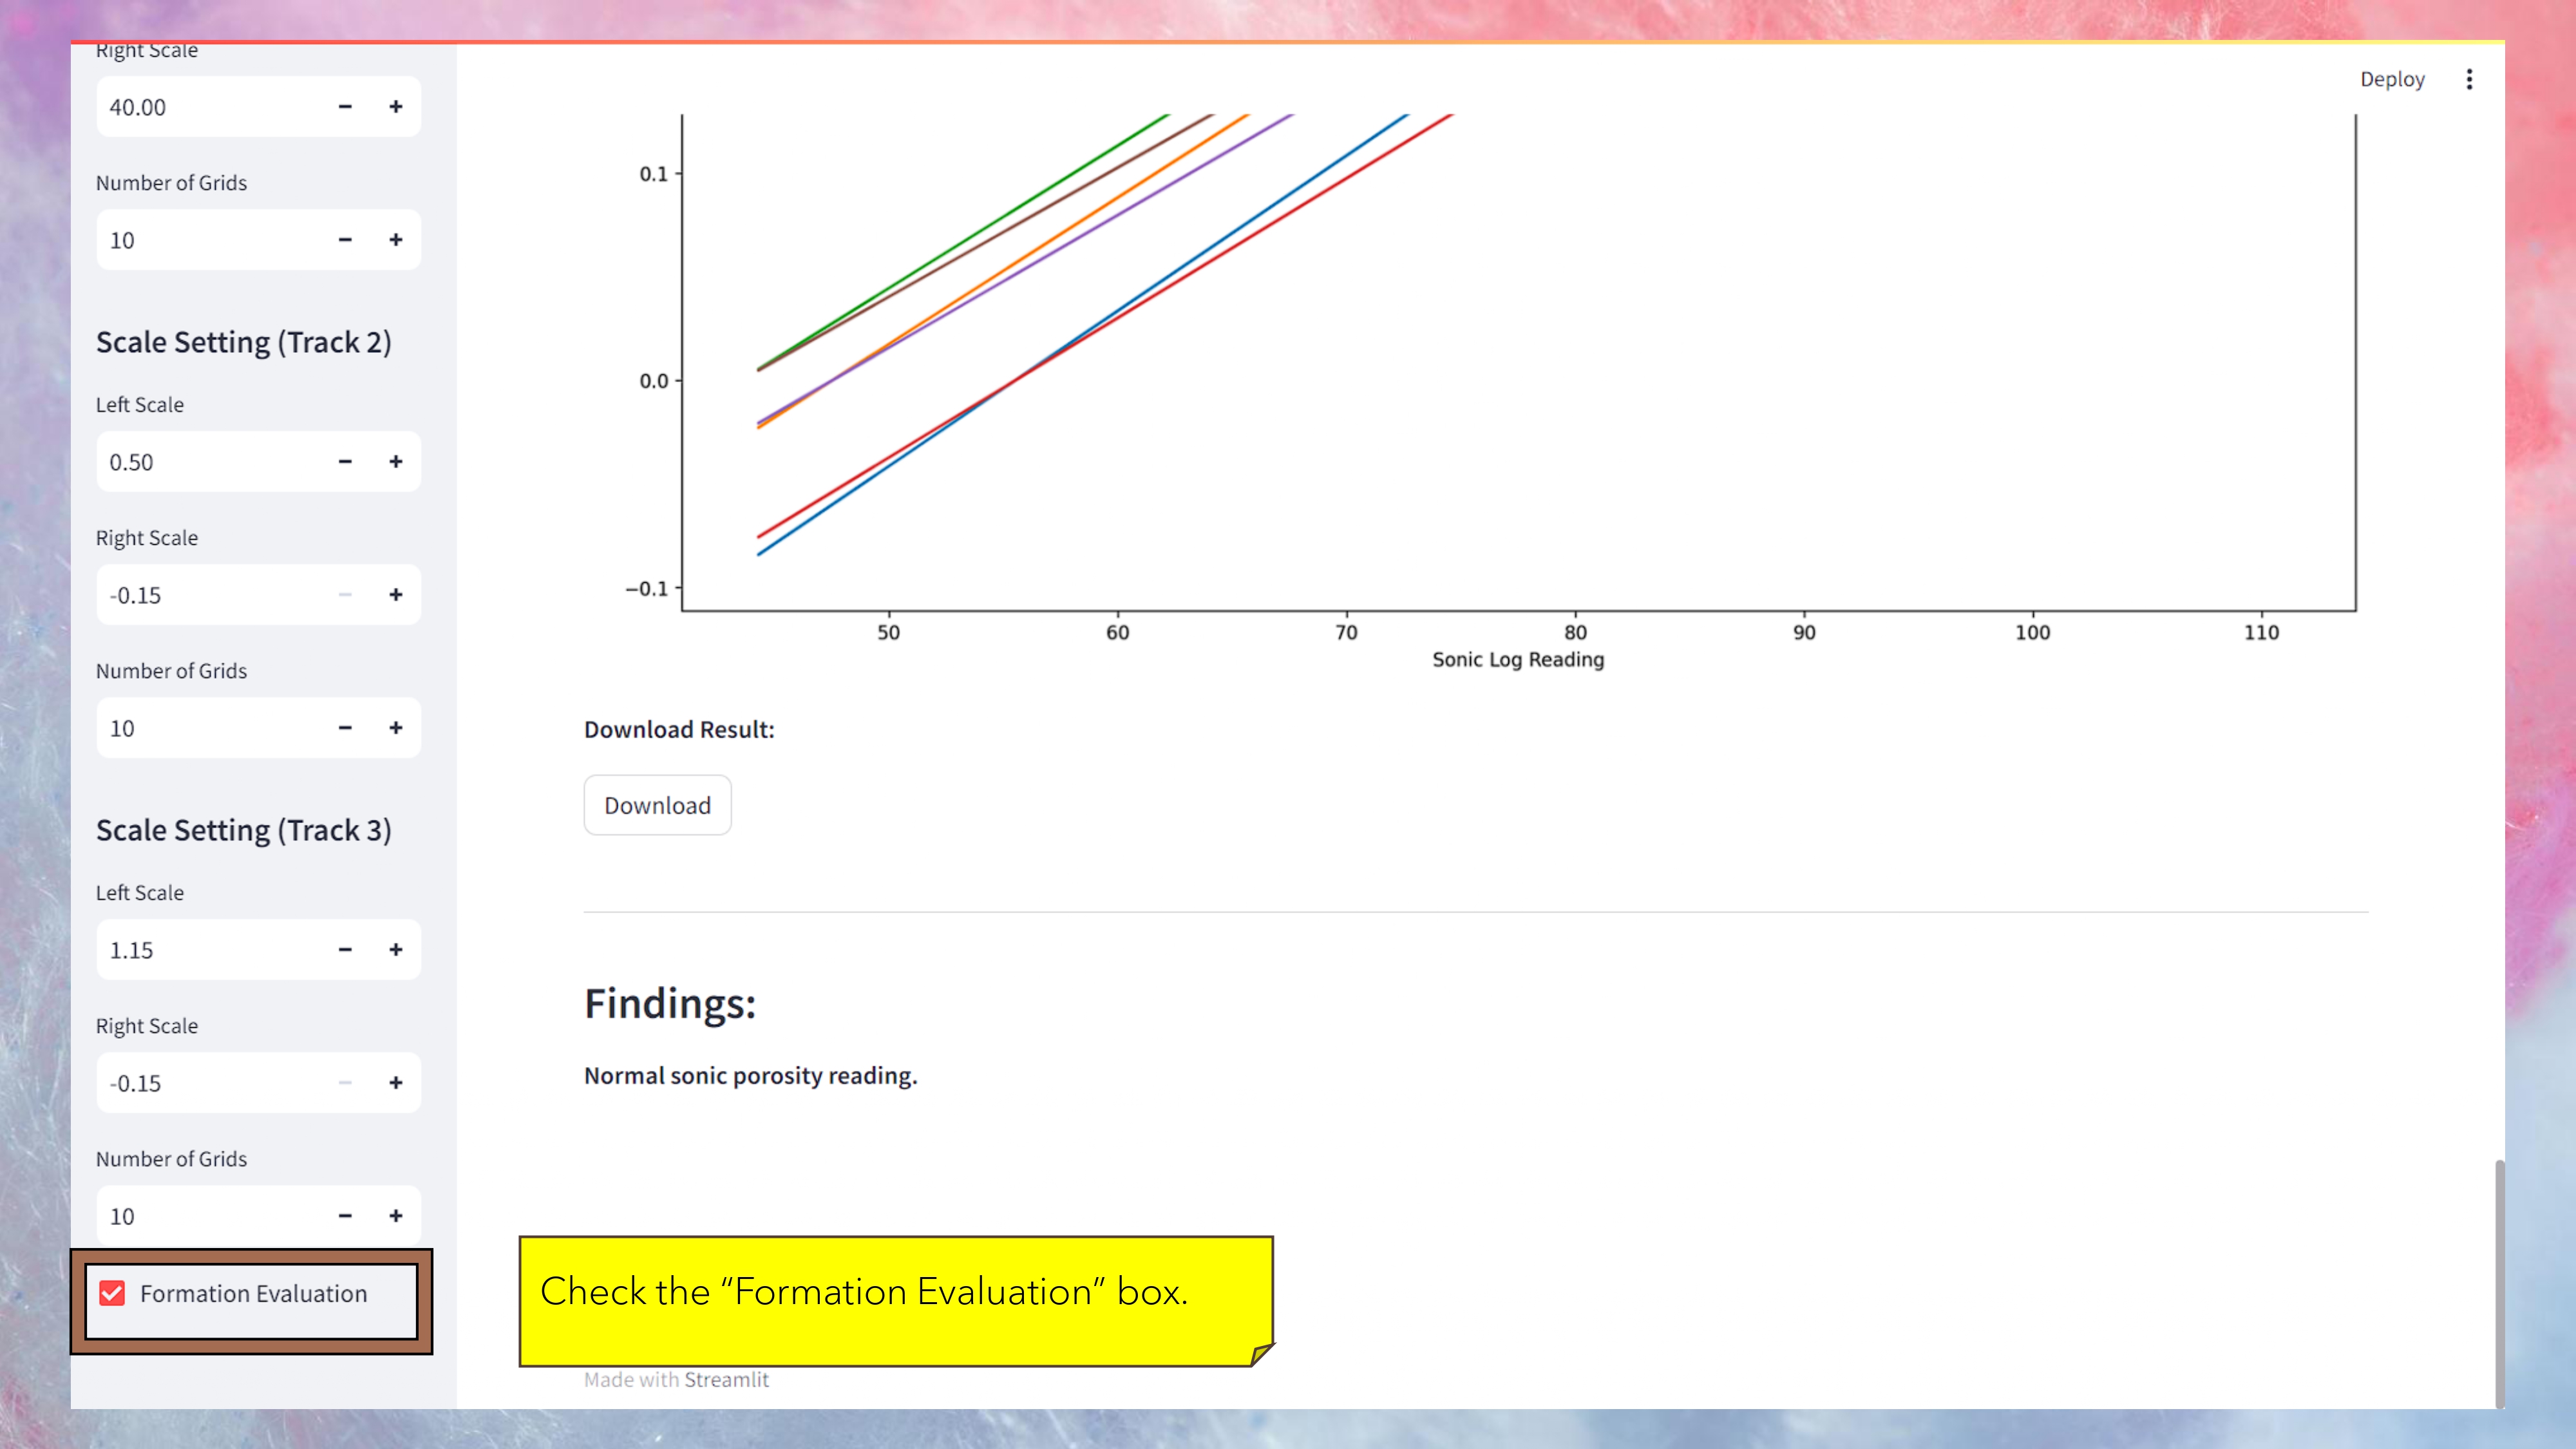 Right Scale
40.00
Number of Grids
10
Scale Setting (Track 2)
Left Scale
0.50
Right Scale
-0.15
Number of Grids
10
Scale Setting (Track 3)
Left Scale
1.15
Right Scale
-0.15
Number of Grids
10
Formation Evaluation
Deploy
0.1
0.0
−0.1
50 60 70 80 90 100 110
Sonic Log Reading
Download Result:
Download
Findings:
Normal sonic porosity reading.
Check the “Formation Evaluation” box.
Made with Streamlit